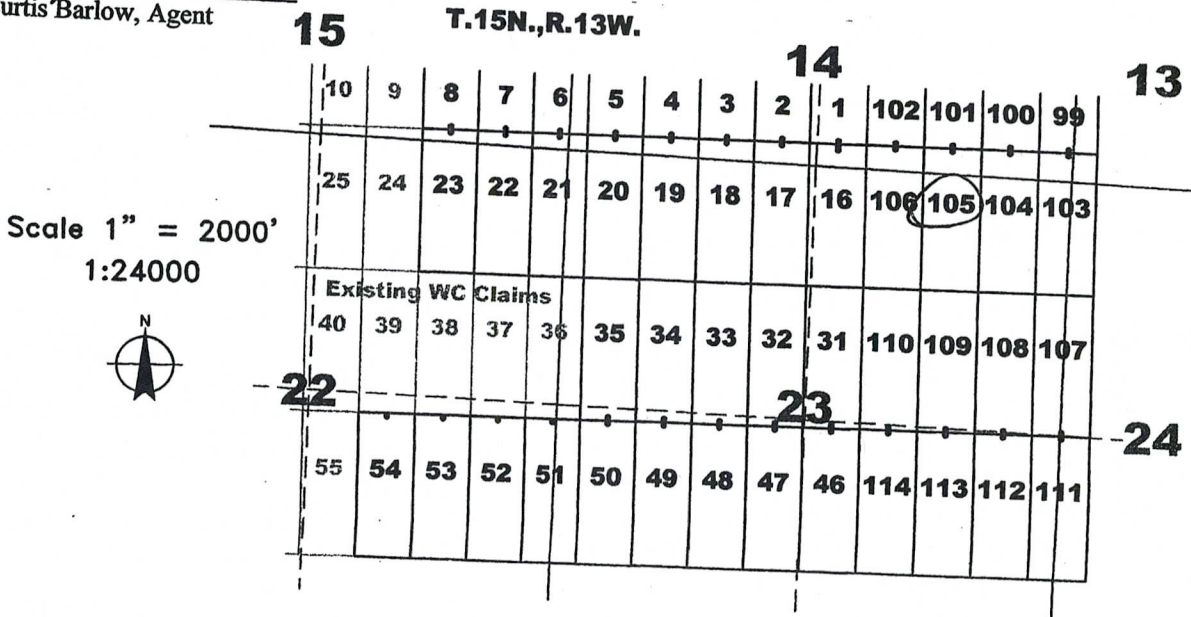 urtis Barlow, Agent
T.15N.,R.13W.
15
14
13
10 9 8 7 6 5 4 3 2 1 102 101 100 99
25 24 23 22 21 20 19 18 17 16 106 105 104 103
Scale 1" = 2000'
1:24000
Existing WC Claims
40 39 38 37 36 35 34 33 32 31 110 109 108 107
N
22
23
24
55 54 53 52 51 50 49 48 47 46 114 113 112 111